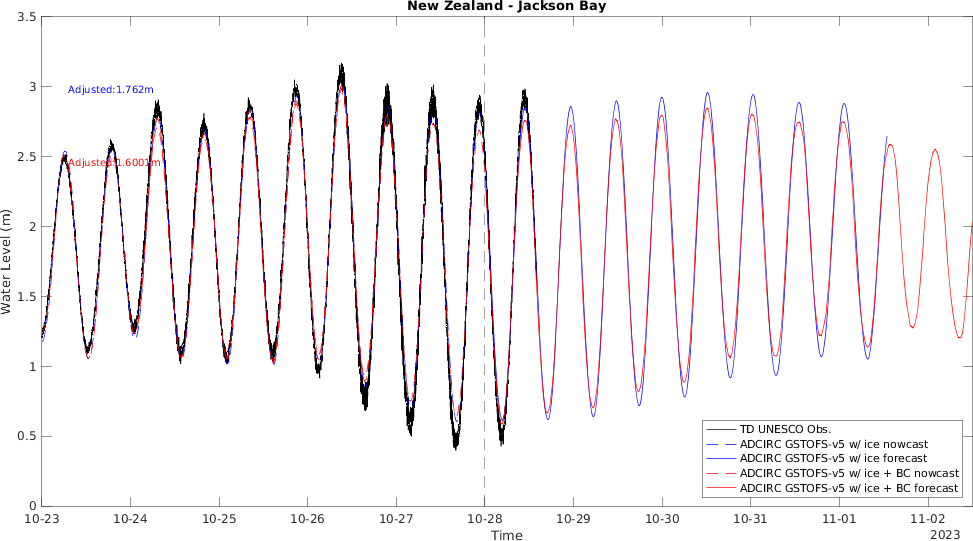 New Zealand - Jackson Bay
3.5
3
2.5
2
1.5
1
0.5
0
Water Level (m)
Adjusted:1.762m
Adjusted:1.6001m
TD UNESCO Obs.
ADCIRC GSTOFS-v5 w/ ice nowcast
ADCIRC GSTOFS-v5 w/ ice forecast
ADCIRC GSTOFS-v5 w/ ice + BC nowcast
ADCIRC GSTOFS-v5 w/ ice + BC forecast
10-23 10-24 10-25 10-26 10-27 10-28 10-29 10-30 10-31 11-01 11-02
Time
2023